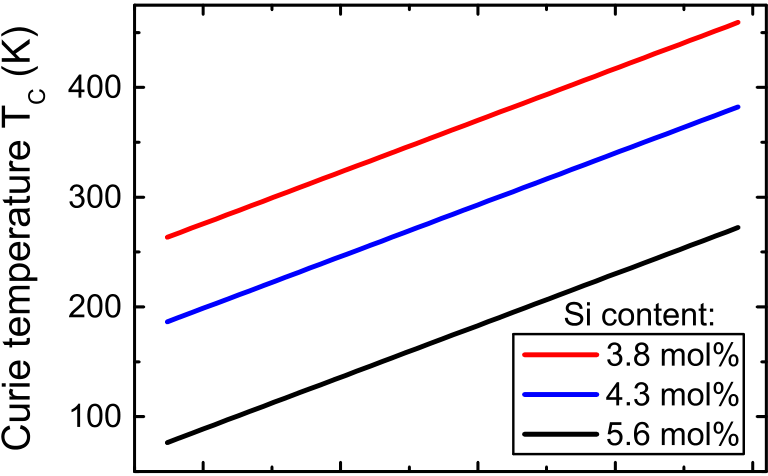 Curie temperature T_C (K)
400
300
200
100
Si content:
3.8 mol%
4.3 mol%
5.6 mol%